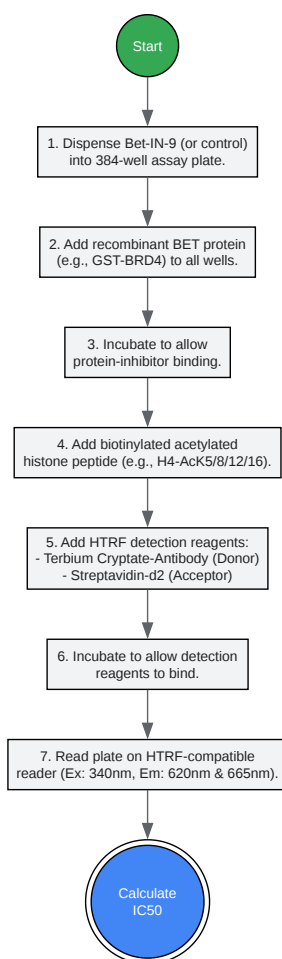 Start
1. Dispense Bet-IN-9 (or control)
into 384-well assay plate.
2. Add recombinant BET protein
(e.g., GST-BRD4) to all wells.
3. Incubate to allow
protein-inhibitor binding.
4. Add biotinylated acetylated
histone peptide (e.g., H4-AcK5/8/12/16).
5. Add HTRF detection reagents:
- Terbium Cryptate-Antibody (Donor)
- Streptavidin-d2 (Acceptor)
6. Incubate to allow detection
reagents to bind.
7. Read plate on HTRF-compatible
reader (Ex: 340nm, Em: 620nm & 665nm).
Calculate
IC50